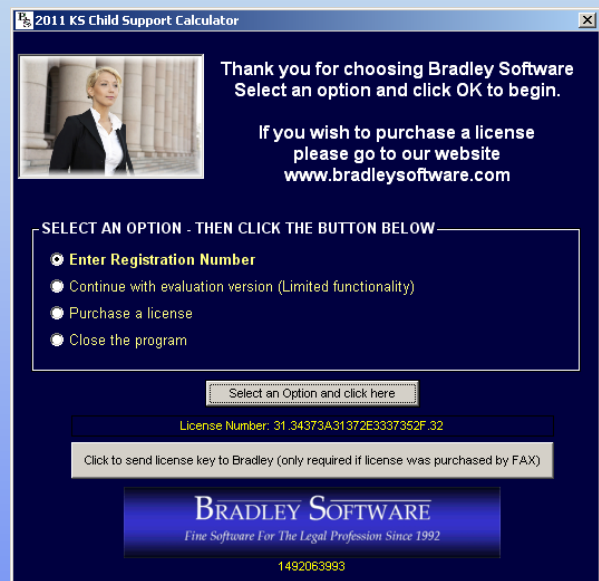 2011 KS Child Support Calculator
Thank you for choosing Bradley Software
Select an option and click OK to begin.
If you wish to purchase a license
please go to our website
www.bradleysoftware.com
SELECT AN OPTION - THEN CLICK THE BUTTON BELOW
Enter Registration Number
Continue with evaluation version (Limited functionality)
Purchase a license
Close the program
Select an Option and click here
License Number: 31.34373A31372E3337352F.32
Click to send license key to Bradley (only required if license was purchased by FAX)
BRADLEY SOFTWARE
Fine Software For The Legal Profession Since 1992
1492063993